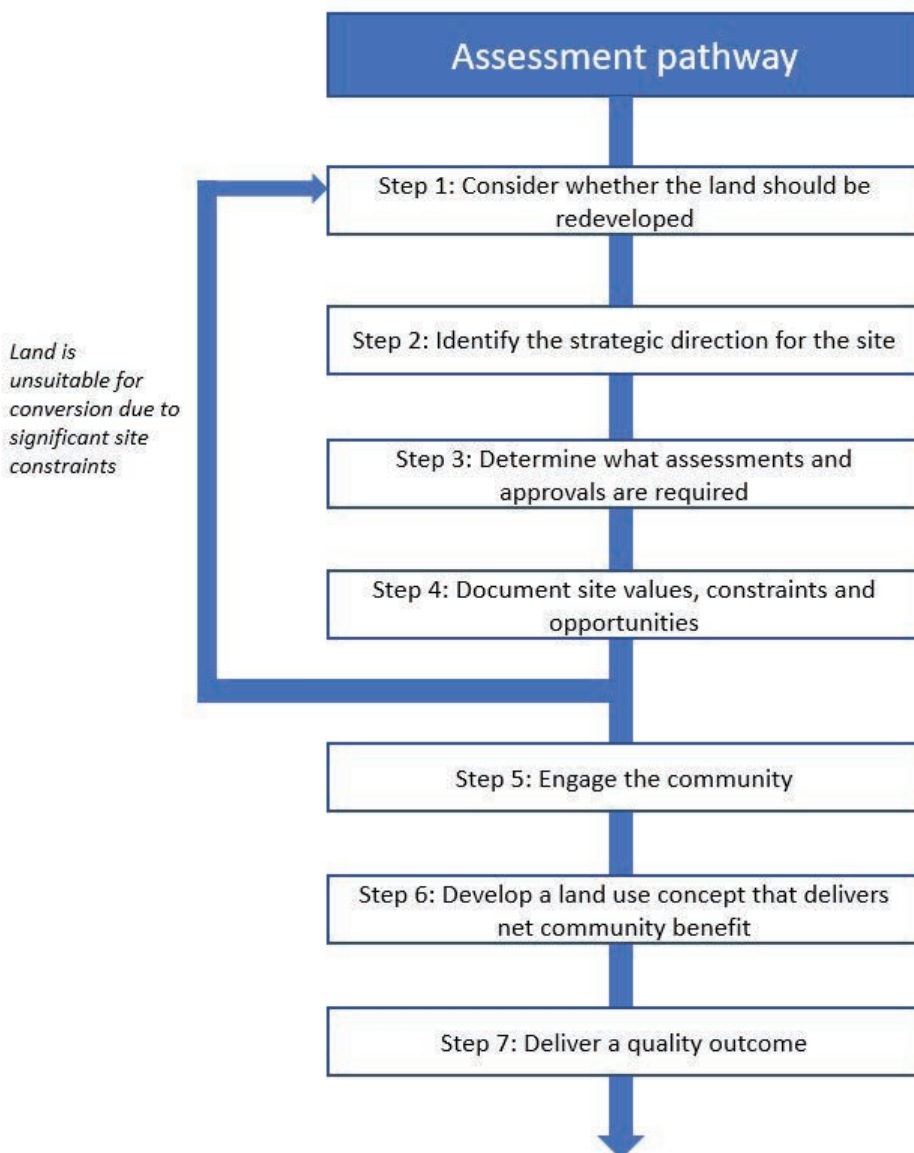 Assessment pathway
Step 1: Consider whether the land should be
redeveloped
Step 2: Identify the strategic direction for the site
Land is
unsuitable for
conversion due to
significant site
constraints
Step 3: Determine what assessments and
approvals are required
Step 4: Document site values, constraints and
opportunities
Step 5: Engage the community
Step 6: Develop a land use concept that delivers
net community benefit
Step 7: Deliver a quality outcome